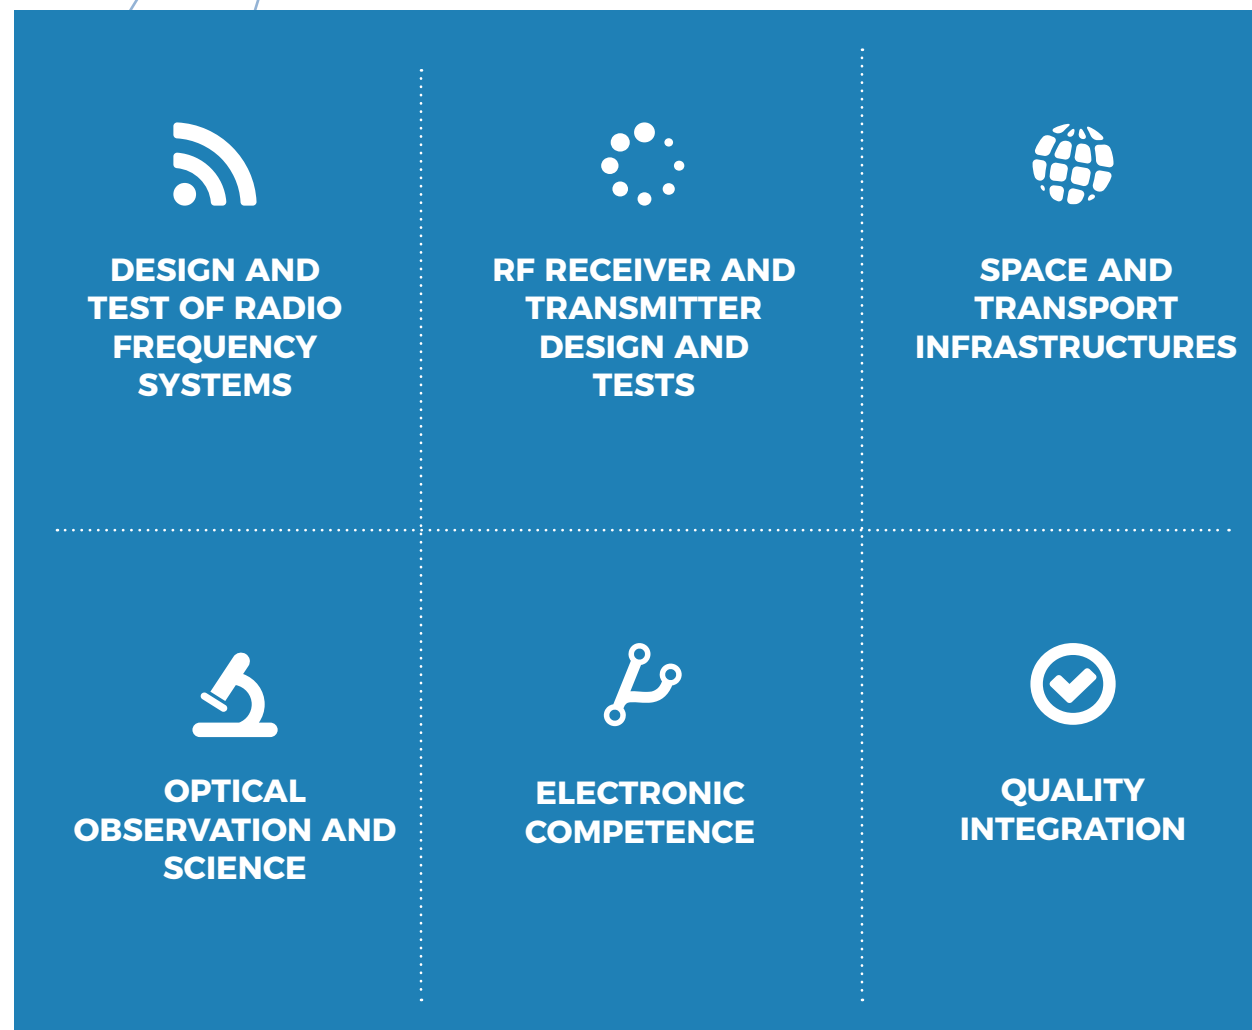 DESIGN AND
TEST OF RADIO
FREQUENCY
SYSTEMS
RF RECEIVER AND
TRANSMITTER
DESIGN AND
TESTS
SPACE AND
TRANSPORT
INFRASTRUCTURES
OPTICAL
OBSERVATION AND
SCIENCE
ELECTRONIC
COMPETENCE
QUALITY
INTEGRATION